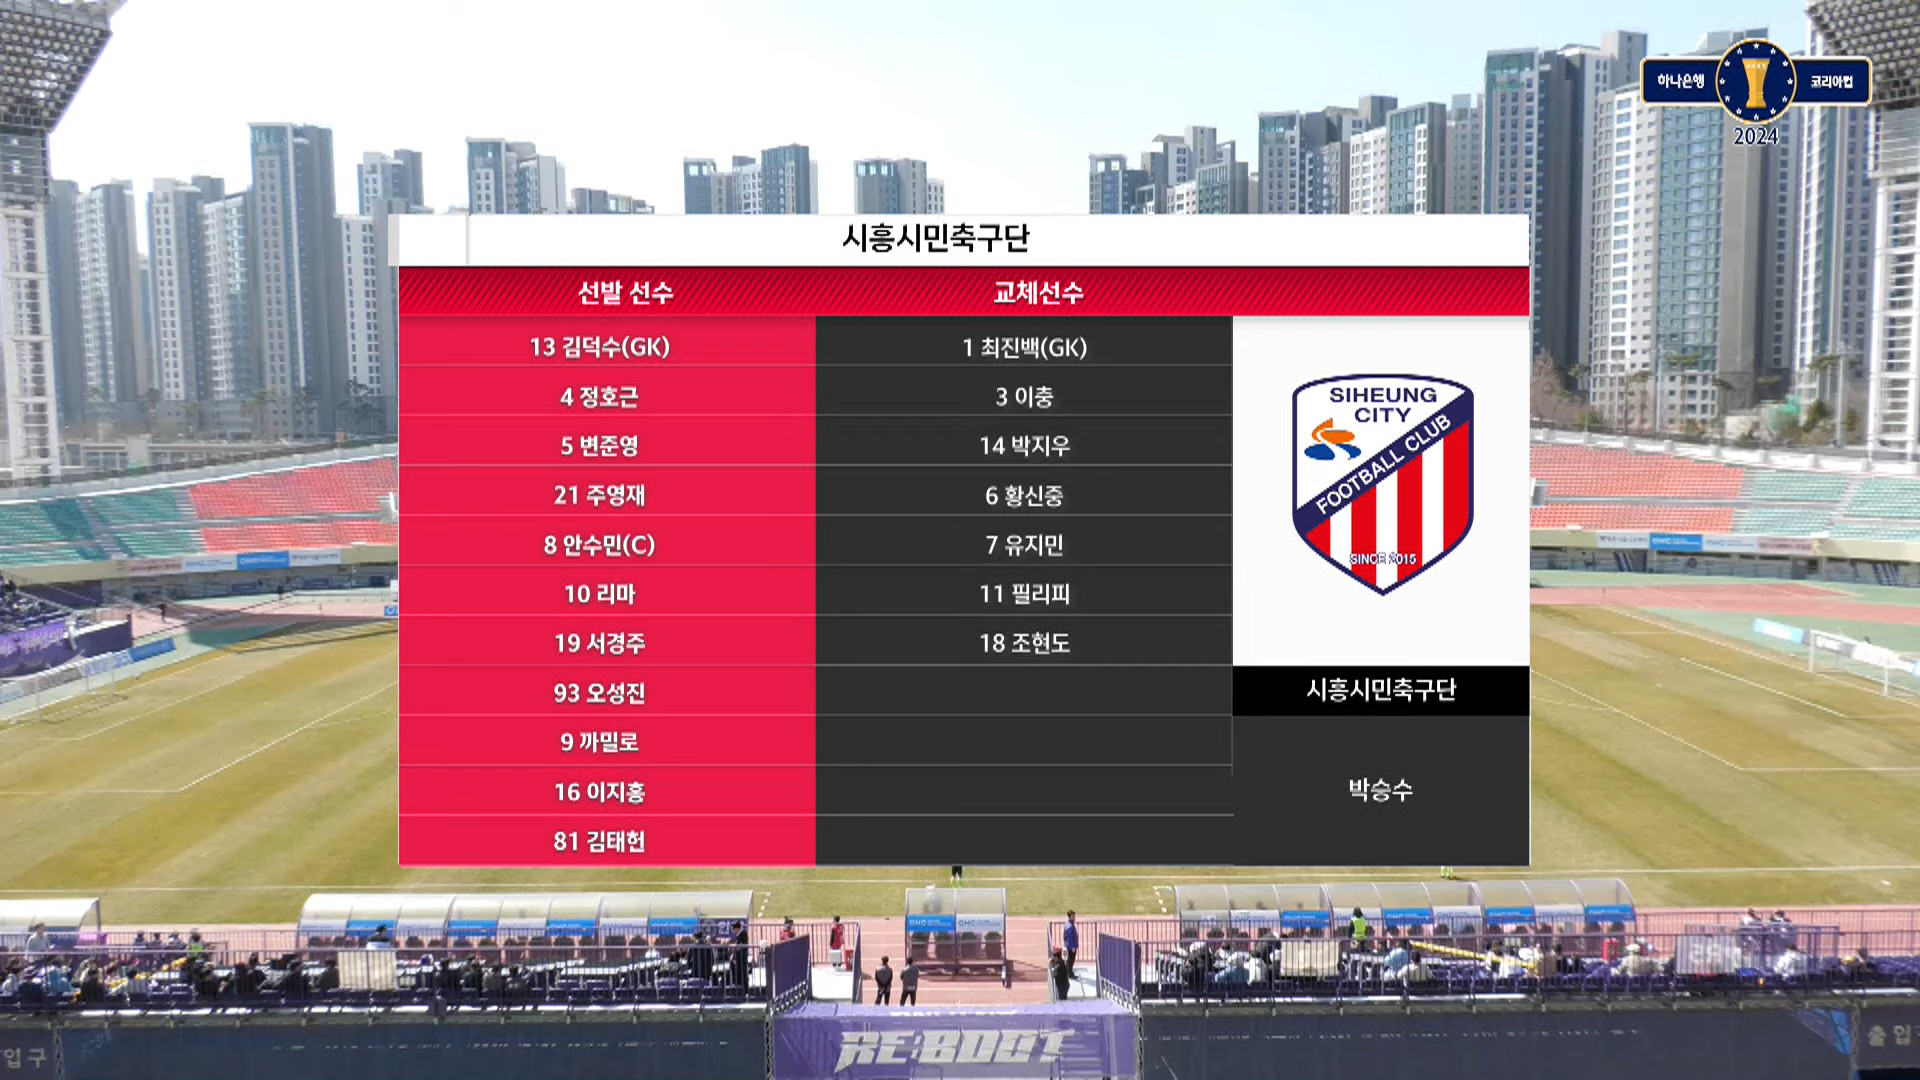 하나은행 코리아컵
2024
시흥시민축구단
선발 선수 교체선수
13 김덕수(GK) 1 최진백(GK)
4 정호근 3 이충
5 변준영 14 박지우
21 주영재 6 황신중
8 안수민(C) 7 유지민
10 리마 11 필리피
19 서경주 18 조현도
93 오성진
9 까밀로
16 이지홍
81 김태헌
SIHEUNG
CITY
FOOTBALL CLUB
SINCE 2015
시흥시민축구단
박승수
RE:BOOT
입구
출입